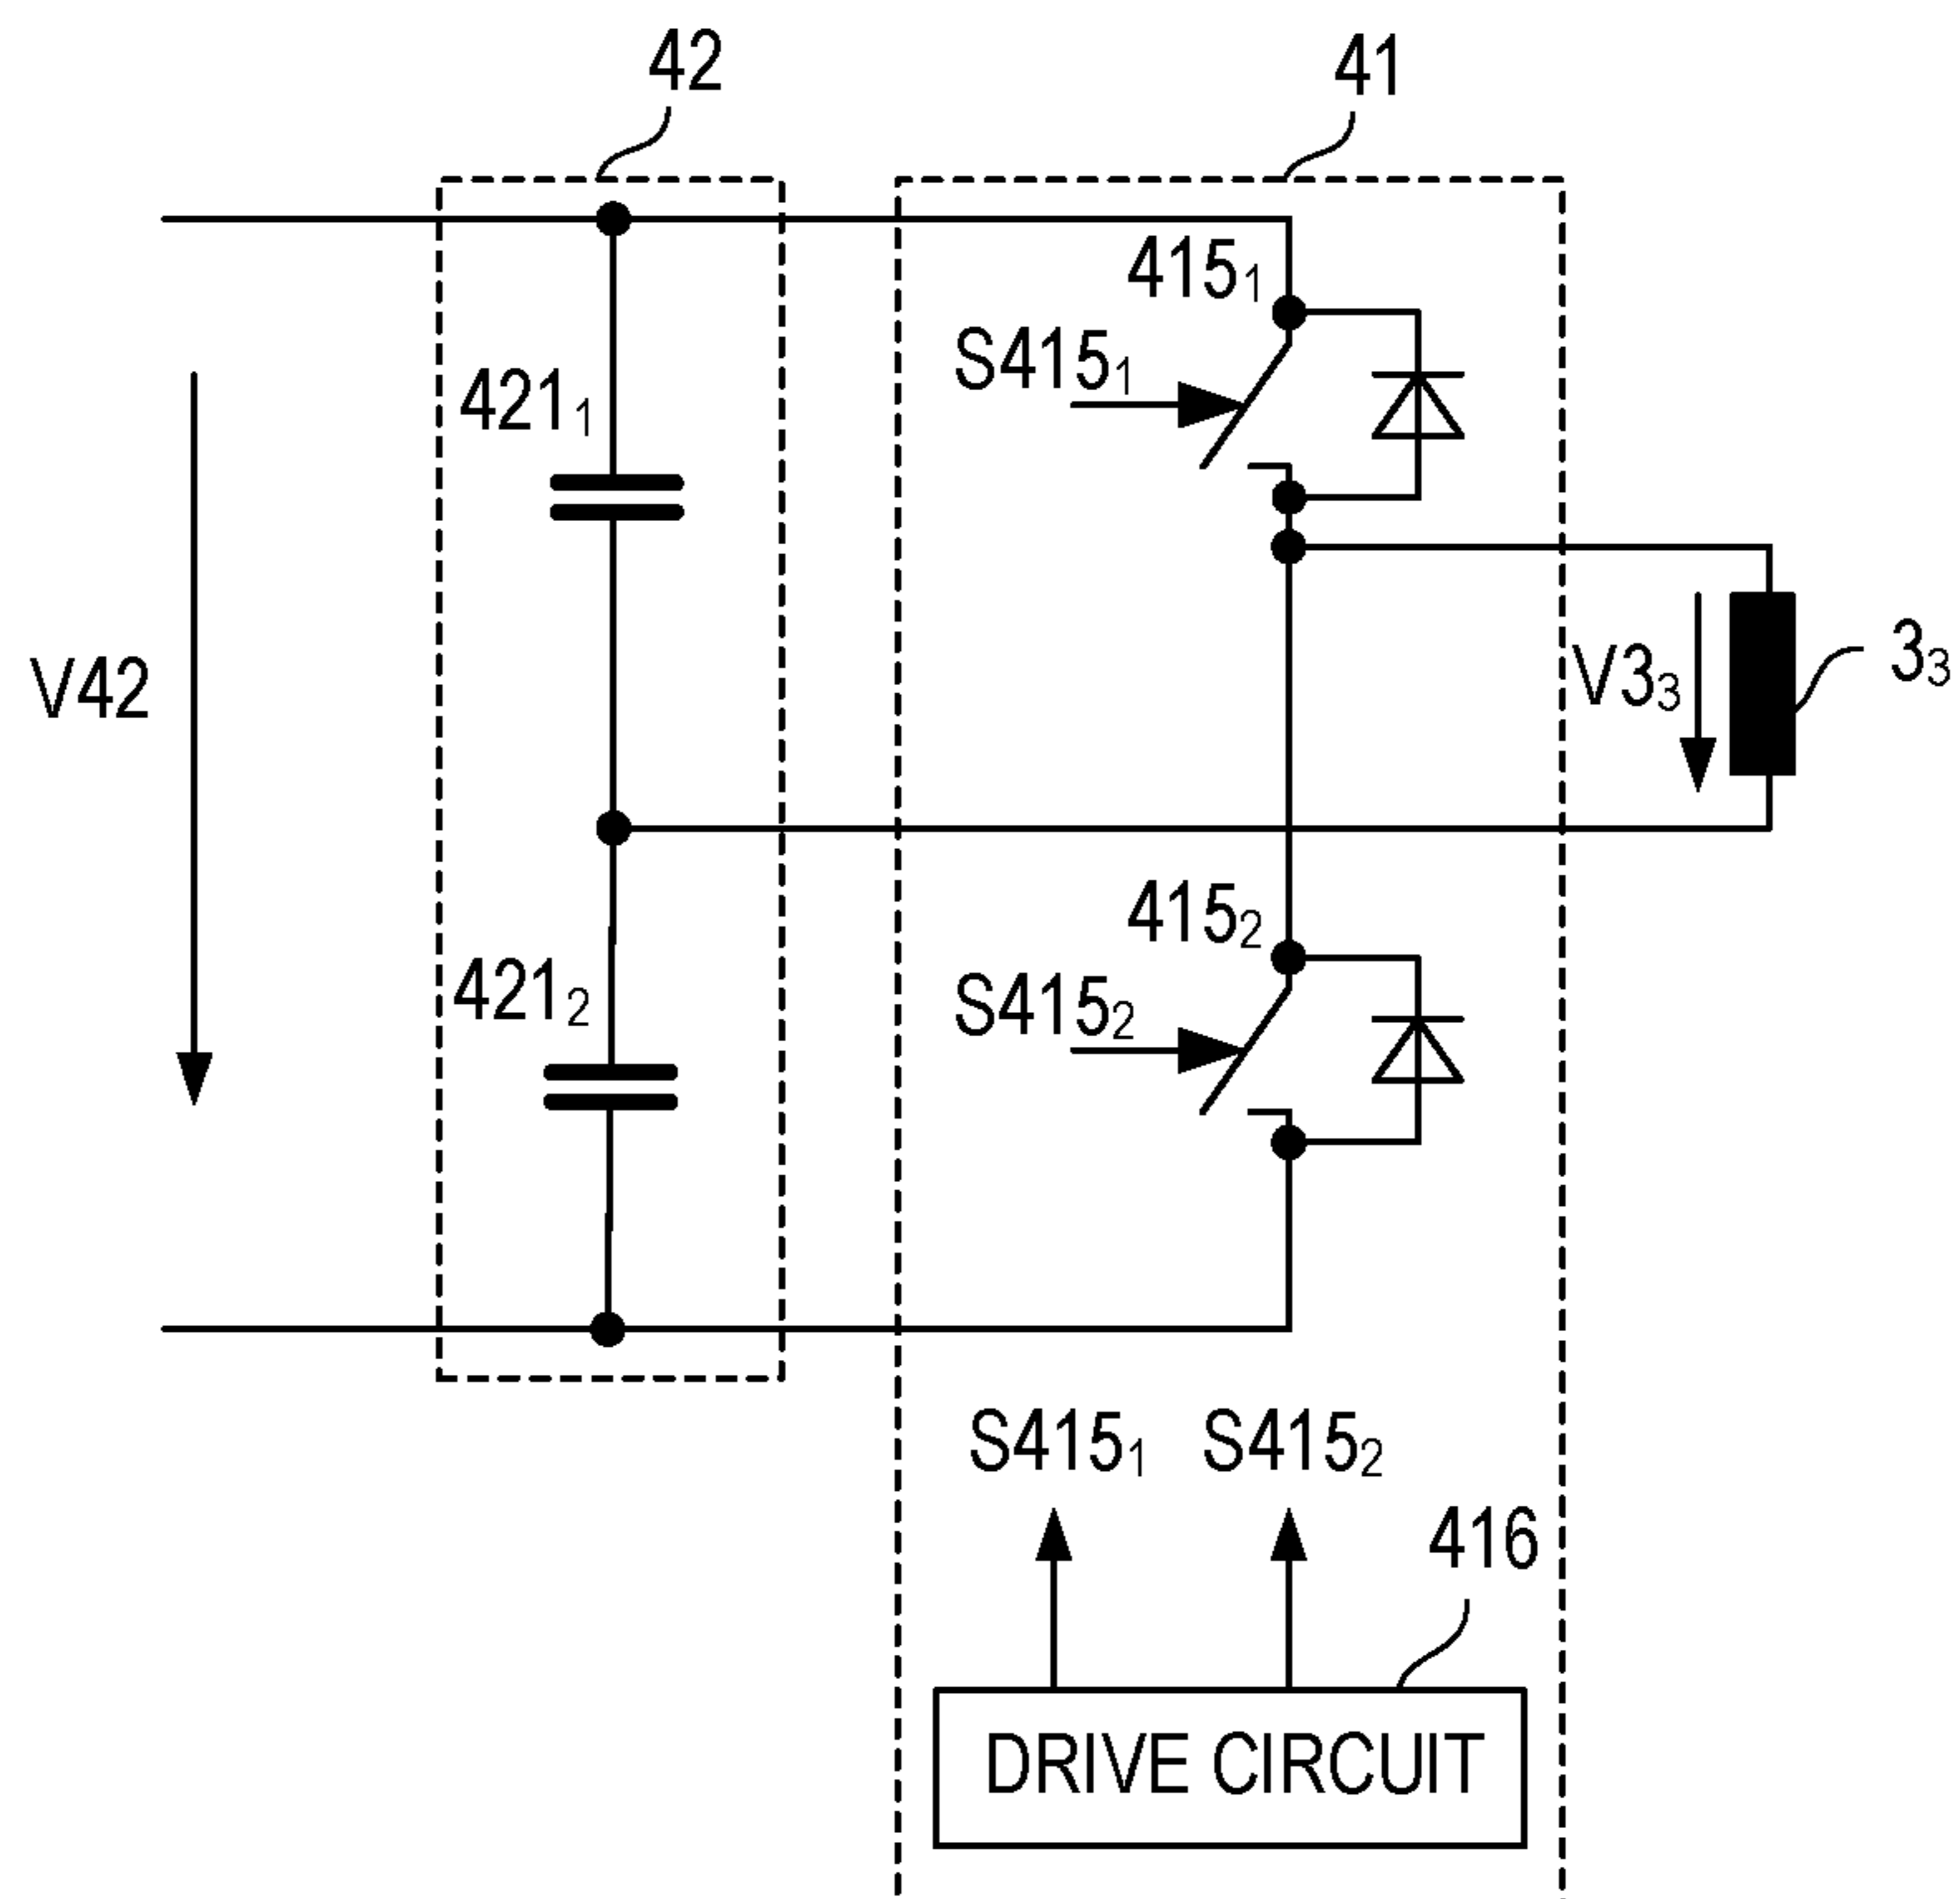 42
41
415₁
S415₁
421₁
V42
V3₃
3₃
415₂
S415₂
421₂
S415₁
S415₂
416
DRIVE CIRCUIT